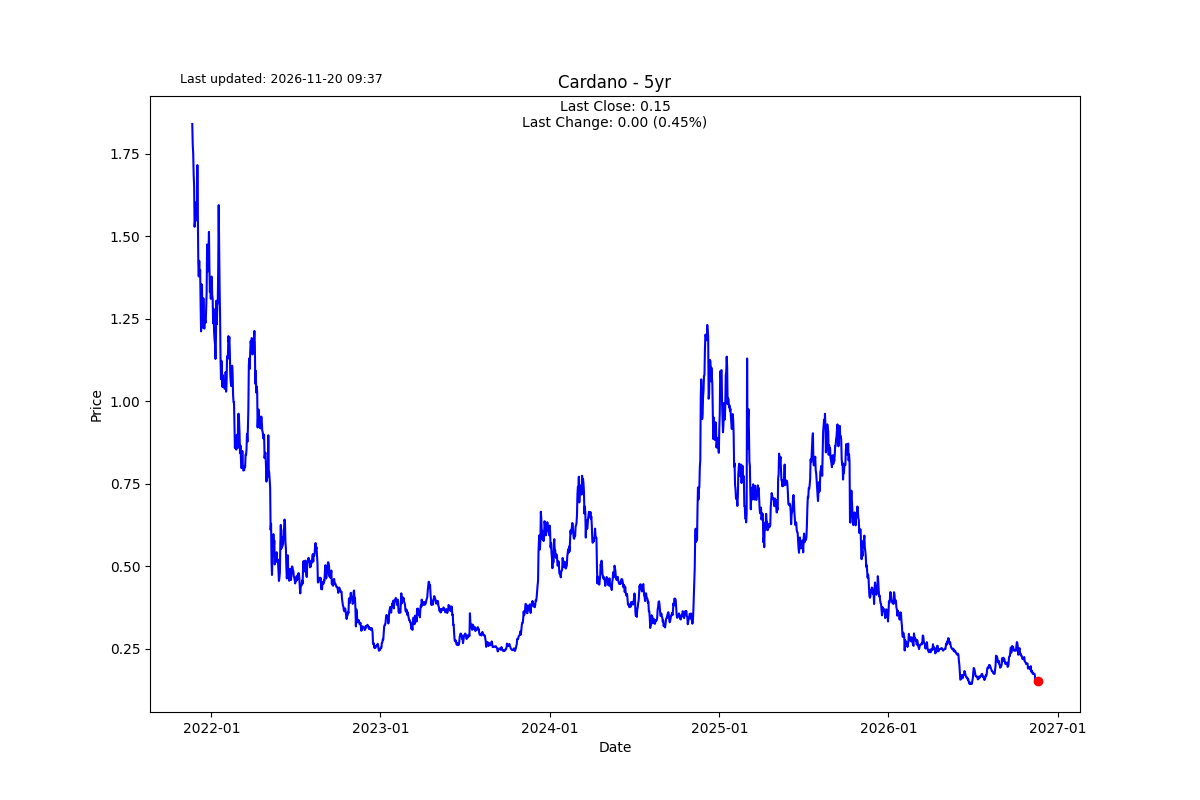 Last updated: 2026-11-20 09:37
Cardano - 5yr
Last Close: 0.15
Last Change: 0.00 (0.45%)
1.75
1.50
1.25
1.00
0.75
0.50
0.25
Price
2022-01
2023-01
2024-01
2025-01
2026-01
2027-01
Date